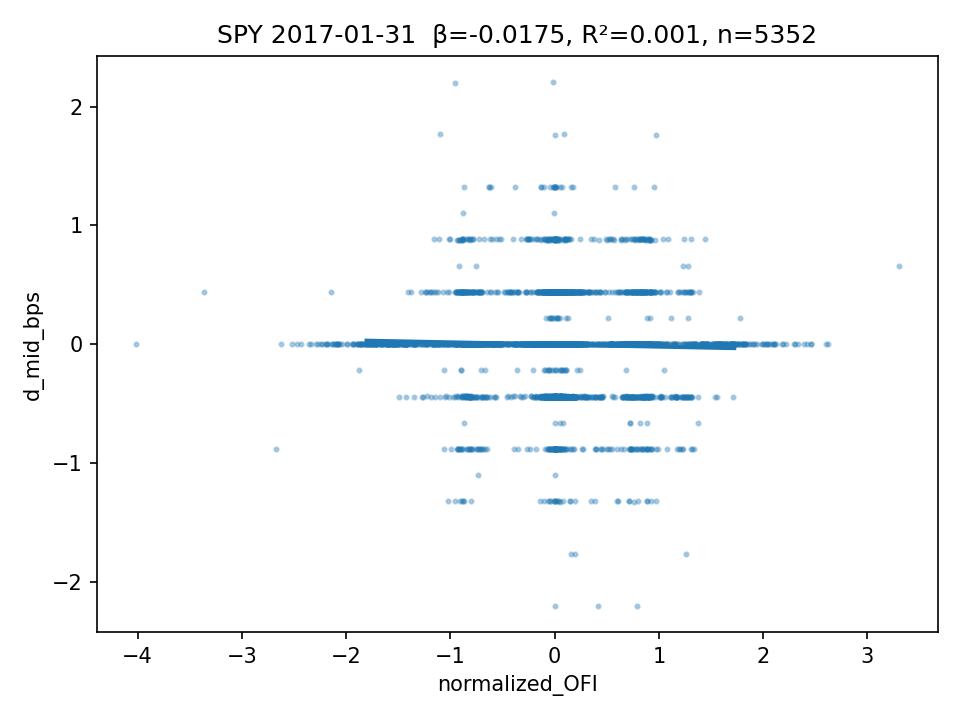 SPY 2017-01-31  β=-0.0175, R²=0.001, n=5352
2
1
0
−1
−2
d_mid_bps
−4 −3 −2 −1 0 1 2 3
normalized_OFI